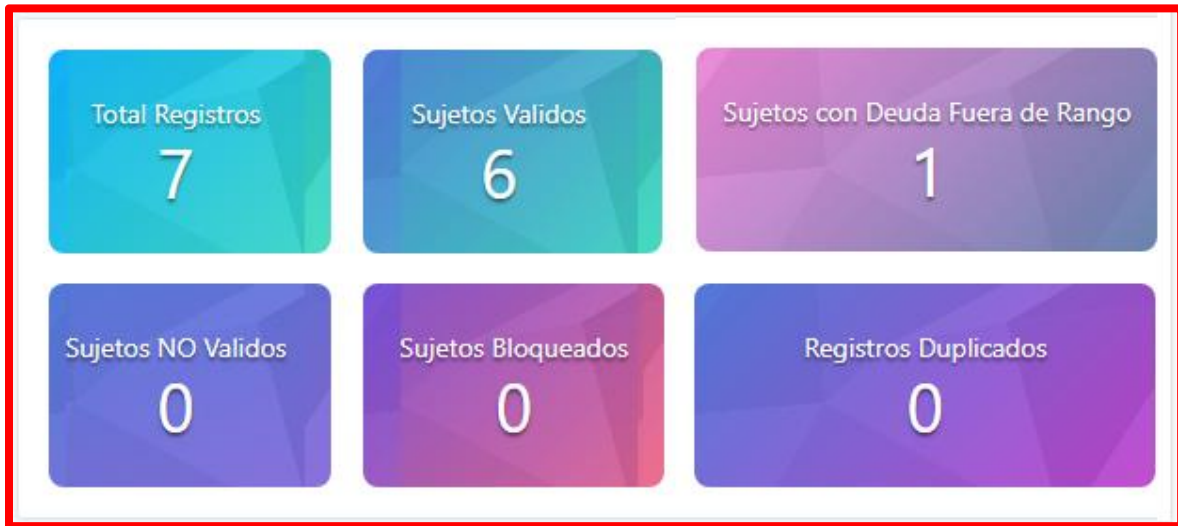 Total Registros
7
Sujetos Validos
6
Sujetos con Deuda Fuera de Rango
1
Sujetos NO Validos
0
Sujetos Bloqueados
0
Registros Duplicados
0